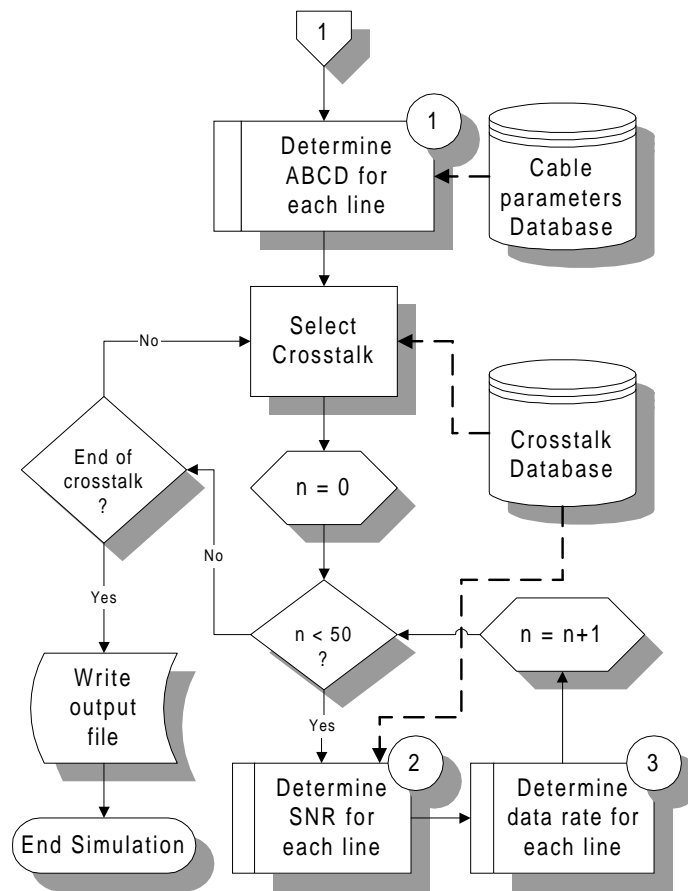 1
1
Determine
ABCD for
each line
Cable
parameters
Database
Select
Crosstalk
No
Crosstalk
Database
End of
crosstalk
?
n = 0
No
Yes
n < 50
?
n = n+1
Write
output
file
Yes
2
Determine
SNR for
each line
3
Determine
data rate for
each line
End Simulation